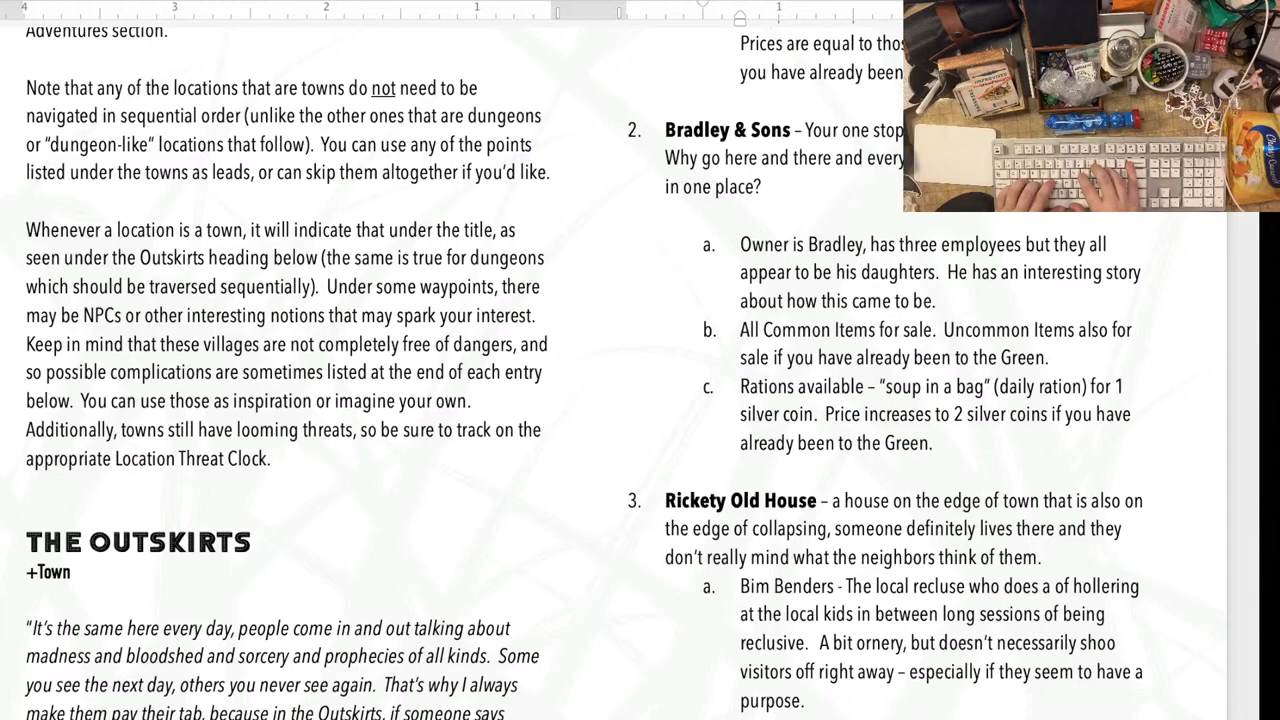 4 3 2 1 1
Adventures section.
Note that any of the locations that are towns do not need to be
navigated in sequential order (unlike the other ones that are dungeons
or “dungeon-like” locations that follow). You can use any of the points
listed under the towns as leads, or can skip them altogether if you’d like.
Whenever a location is a town, it will indicate that under the title, as
seen under the Outskirts heading below (the same is true for dungeons
which should be traversed sequentially). Under some waypoints, there
may be NPCs or other interesting notions that may spark your interest.
Keep in mind that these villages are not completely free of dangers, and
so possible complications are sometimes listed at the end of each entry
below. You can use those as inspiration or imagine your own.
Additionally, towns still have looming threats, so be sure to track on the
appropriate Location Threat Clock.
THE OUTSKIRTS
+Town
“It’s the same here every day, people come in and out talking about
madness and bloodshed and sorcery and prophecies of all kinds. Some
you see the next day, others you never see again. That’s why I always
make them pay their tab, because in the Outskirts, if someone says
Prices are equal to
you have already been
2. Bradley & Sons – Your one stop
Why go here and there and
in one place?
a. Owner is Bradley, has three employees but they all
appear to be his daughters. He has an interesting story
about how this came to be.
b. All Common Items for sale. Uncommon Items also for
sale if you have already been to the Green.
c. Rations available – “soup in a bag” (daily ration) for 1
silver coin. Price increases to 2 silver coins if you have
already been to the Green.
3. Rickety Old House – a house on the edge of town that is also on
the edge of collapsing, someone definitely lives there and they
don’t really mind what the neighbors think of them.
a. Bim Benders - The local recluse who does a of hollering
at the local kids in between long sessions of being
reclusive. A bit ornery, but doesn’t necessarily shoo
visitors off right away – especially if they seem to have a
purpose.